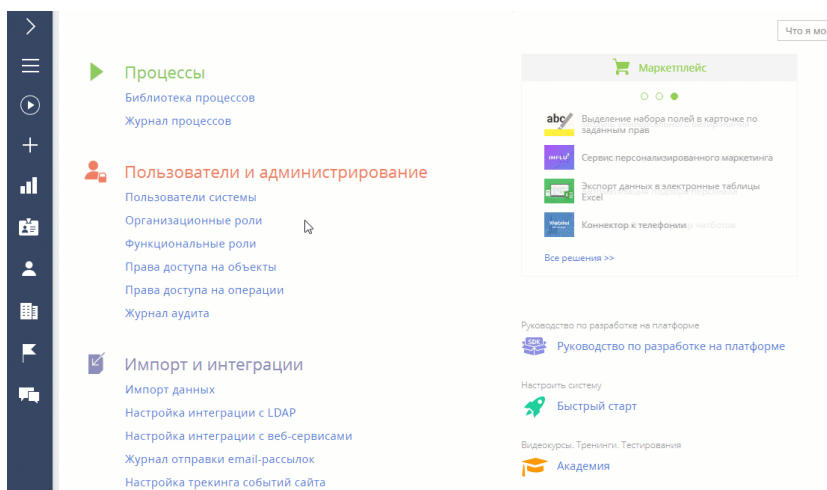 Что я мо
Процессы
Библиотека процессов
Журнал процессов
Пользователи и администрирование
Пользователи системы
Организационные роли
Функциональные роли
Права доступа на объекты
Права доступа на операции
Журнал аудита
Импорт и интеграции
Импорт данных
Настройка интеграции с LDAP
Настройка интеграции с веб-сервисами
Журнал отправки email-рассылок
Настройка трекинга событий сайта
Маркетплейс
abc
Выделение набора полей в карточке по
заданным прав
INFLU
Сервис персонализированного маркетинга
Экспорт данных в электронные таблицы
Excel
Webitel
Коннектор к телефонии
Все решения >>
Руководство по разработке на платформе
SDK
Руководство по разработке на платформе
Настроить систему
Быстрый старт
Видеокурсы. Тренинги. Тестирования
Академия